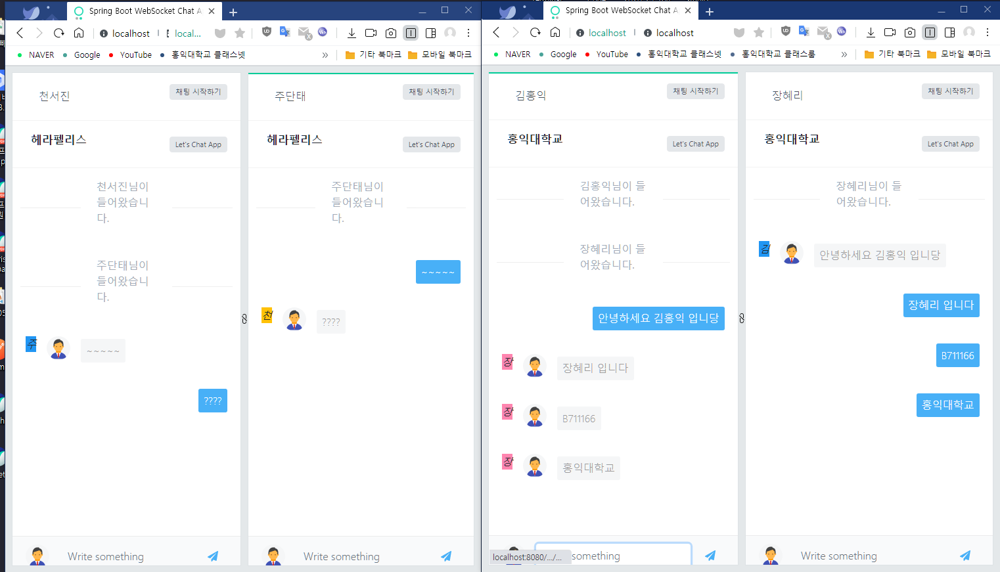 Spring Boot WebSocket Chat A
localhost
local...
NAVER
Google
YouTube
홍익대학교 클래스넷
기타 북마크
모바일 북마크
천서진
채팅 시작하기
헤라펠리스
Let's Chat App
천서진님이
들어왔습니
다.
주단태님이
들어왔습니
다.
주
~~~~~
????
Write something
주단태
채팅 시작하기
헤라펠리스
Let's Chat App
주단태님이
들어왔습니
다.
~~~~~
천
????
Write something
Spring Boot WebSocket Chat A
localhost
localhost
NAVER
Google
YouTube
홍익대학교 클래스넷
홍익대학교 클래스룸
기타 북마크
모바일 북마크
김홍익
채팅 시작하기
홍익대학교
Let's Chat App
김홍익님이 들
어왔습니다.
장혜리님이 들
어왔습니다.
안녕하세요 김홍익 입니당
장
장혜리 입니다
장
B711166
장
홍익대학교
something
localhost:8080/.../...
장혜리
채팅 시작하기
홍익대학교
Let's Chat App
장혜리님이 들
어왔습니다.
김
안녕하세요 김홍익 입니당
장혜리 입니다
B711166
홍익대학교
Write something